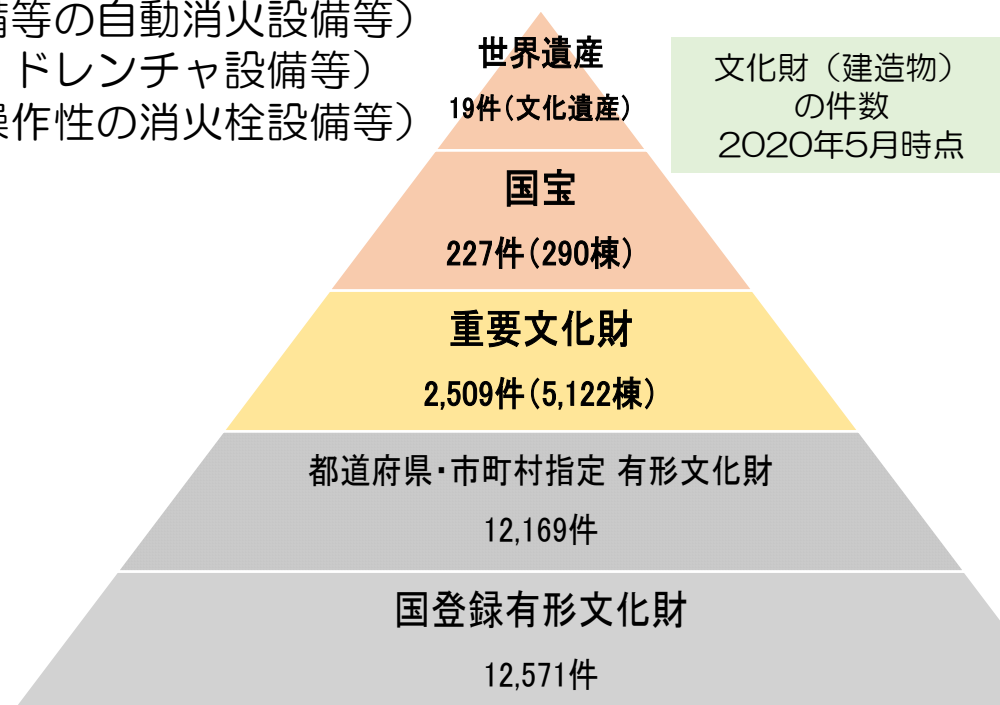 備等の自動消火設備等）
ドレンチャ設備等）
操作性の消火栓設備等）
世界遺産
19件（文化遺産）
文化財（建造物）
の件数
2020年5月時点
国宝
227件（290棟）
重要文化財
2,509件（5,122棟）
都道府県・市町村指定 有形文化財
12,169件
国登録有形文化財
12,571件